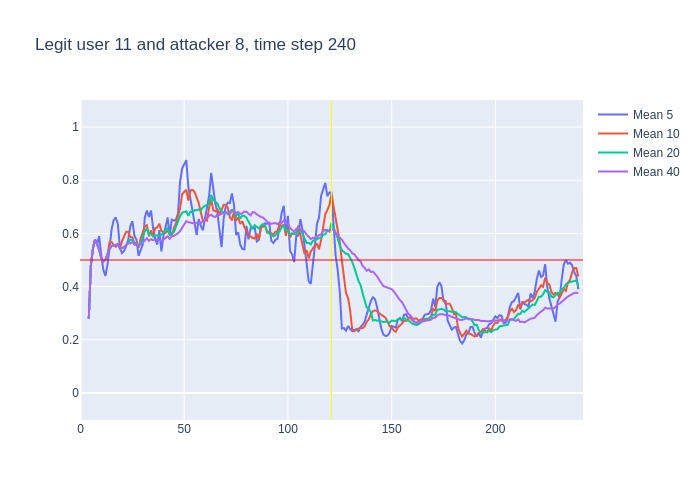 Legit user 11 and attacker 8, time step 240
Mean 5
Mean 10
Mean 20
Mean 40
1
0.8
0.6
0.4
0.2
0
0 50 100 150 200